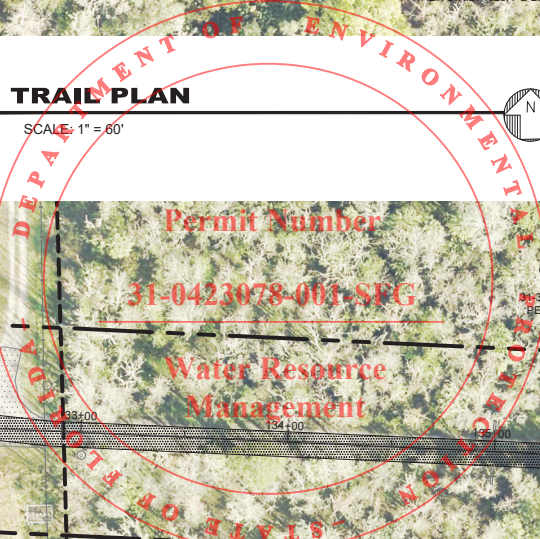 DEPARTMENT OF ENVIRONMENTAL PROTECTION
TRAIL PLAN
N
SCALE: 1" = 60'
Permit Number
31-0423078-001-SFG
Water Resource
Management
133+00
134+00
135+00
-STATE OF FLORIDA-